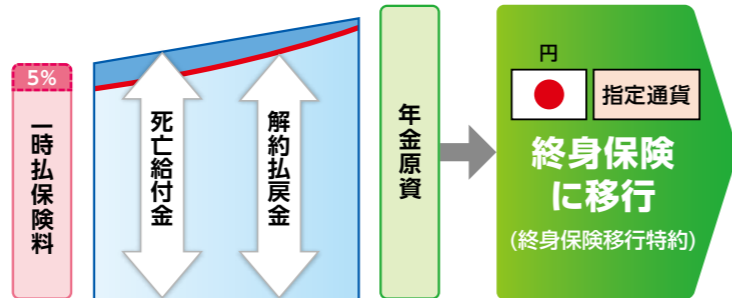 5%
一時払保険料
死亡給付金
解約払戻金
年金原資
円
指定通貨
終身保険
に移行
(終身保険移行特約)